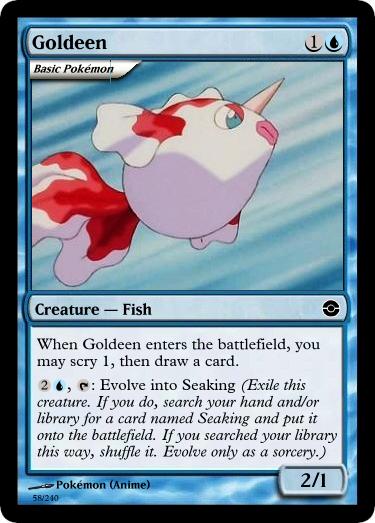 Goldeen 1
Basic Pokémon
Creature — Fish
When Goldeen enters the battlefield, you
may scry 1, then draw a card.
2, : Evolve into Seaking (Exile this
creature. If you do, search your hand and/or
library for a card named Seaking and put it
onto the battlefield. If you searched your library
this way, shuffle it. Evolve only as a sorcery.)
2/1
Pokémon (Anime)
58/240